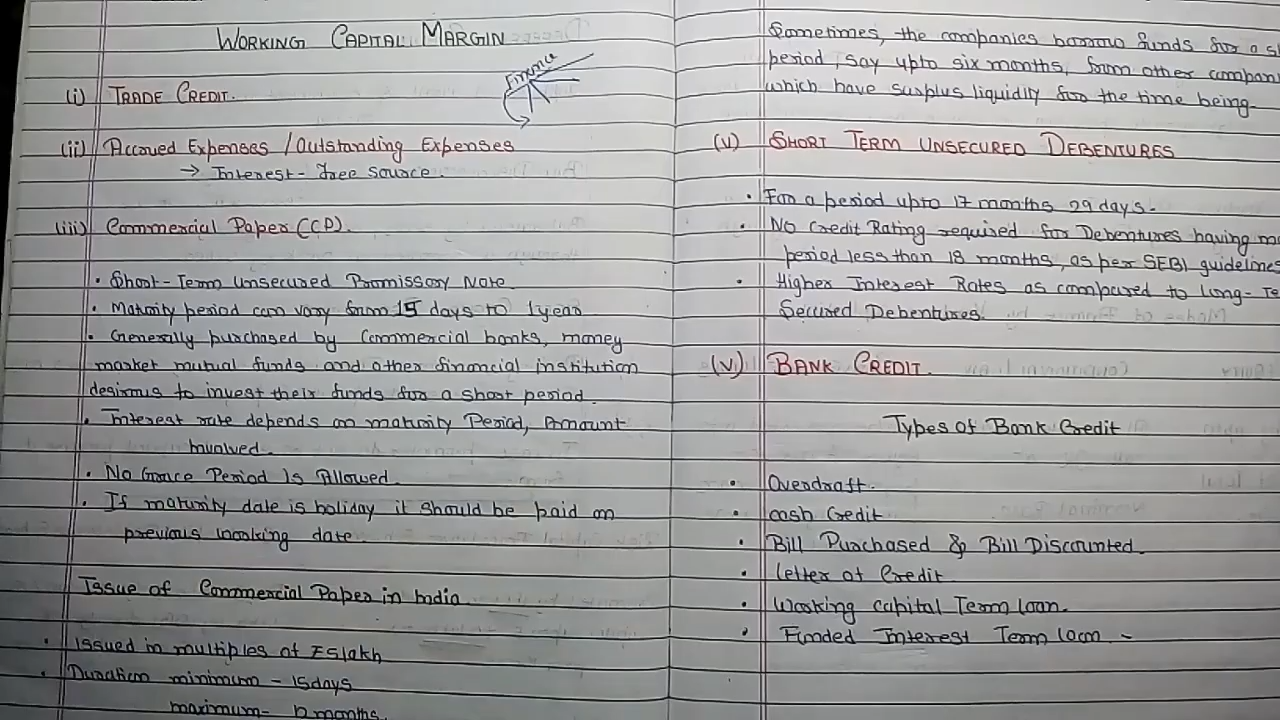 WORKING CAPITAL MARGIN
Finance
(i) TRADE CREDIT.
(ii) Accrued Expenses / Outstanding Expenses
→ Interest-free source.
(iii) Commercial Paper (CP).
• Short-Term Unsecured Promissory Note
• Maturity period can vary from 15 days to 1 year
• Generally purchased by Commercial banks, money
market mutual funds and other financial institution
desirous to invest their funds for a short period.
• Interest rate depends on maturity Period, Amount
Involved.
• No Grace Period Is Allowed
• If maturity date is holiday it should be paid on
previous working date.
Issue of Commercial Paper in India
• Issued in multiples of ₹5lakh
• Duration minimum - 15days
maximum- 12 months.
Sometimes, the companies borrow funds for a
period, say upto six months, from other
which have surplus liquidity for the time being.
(v) SHORT TERM UNSECURED DEBENTURES
• For a period upto 17 months 29 days.
• No Credit Rating required for Debentures having
period less than 18 months, as per SEBI guidelines
• Higher Interest Rates as compared to long-
Secured Debentures.
(v) BANK CREDIT.
Types of Bank Credit
• Overdraft.
• Cash Credit
• Bill Purchased & Bill Discounted.
• Letter of Credit
• Working Capital Term loan.
• Funded Interest Term loan -